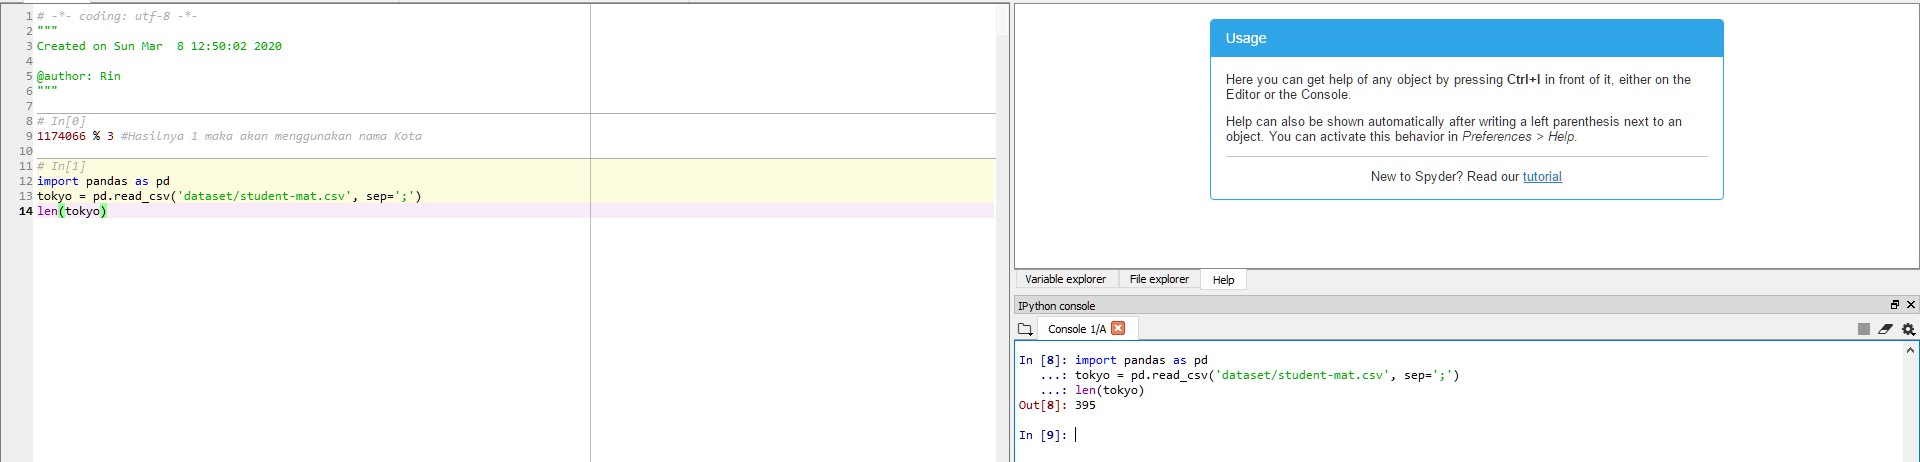 1 # -*- coding: utf-8 -*-
2 """
3 Created on Sun Mar  8 12:50:02 2020
4
5 @author: Rin
6 """
7
8 # In[0]
9 1174066 % 3 #Hasilnya 1 maka akan menggunakan nama Kota
10
11 # In[1]
12 import pandas as pd
13 tokyo = pd.read_csv('dataset/student-mat.csv', sep=';')
14 len(tokyo)
Usage
Here you can get help of any object by pressing Ctrl+I in front of it, either on the
Editor or the Console.
Help can also be shown automatically after writing a left parenthesis next to an
object. You can activate this behavior in Preferences > Help.
New to Spyder? Read our tutorial
Variable explorer File explorer Help
IPython console
Console 1/A
In [8]: import pandas as pd
...: tokyo = pd.read_csv('dataset/student-mat.csv', sep=';')
...: len(tokyo)
Out[8]: 395
In [9]: